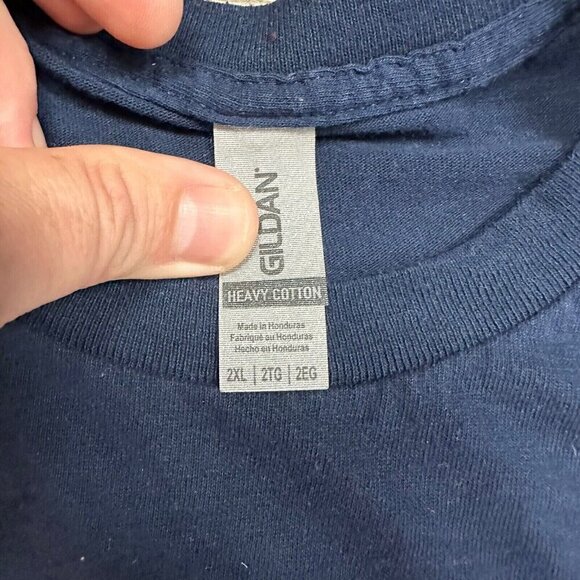 GILDAN
HEAVY COTTON
Made in Honduras
Fabriqué au Honduras
Hecho en Honduras
2XL | 2TG | 2EG